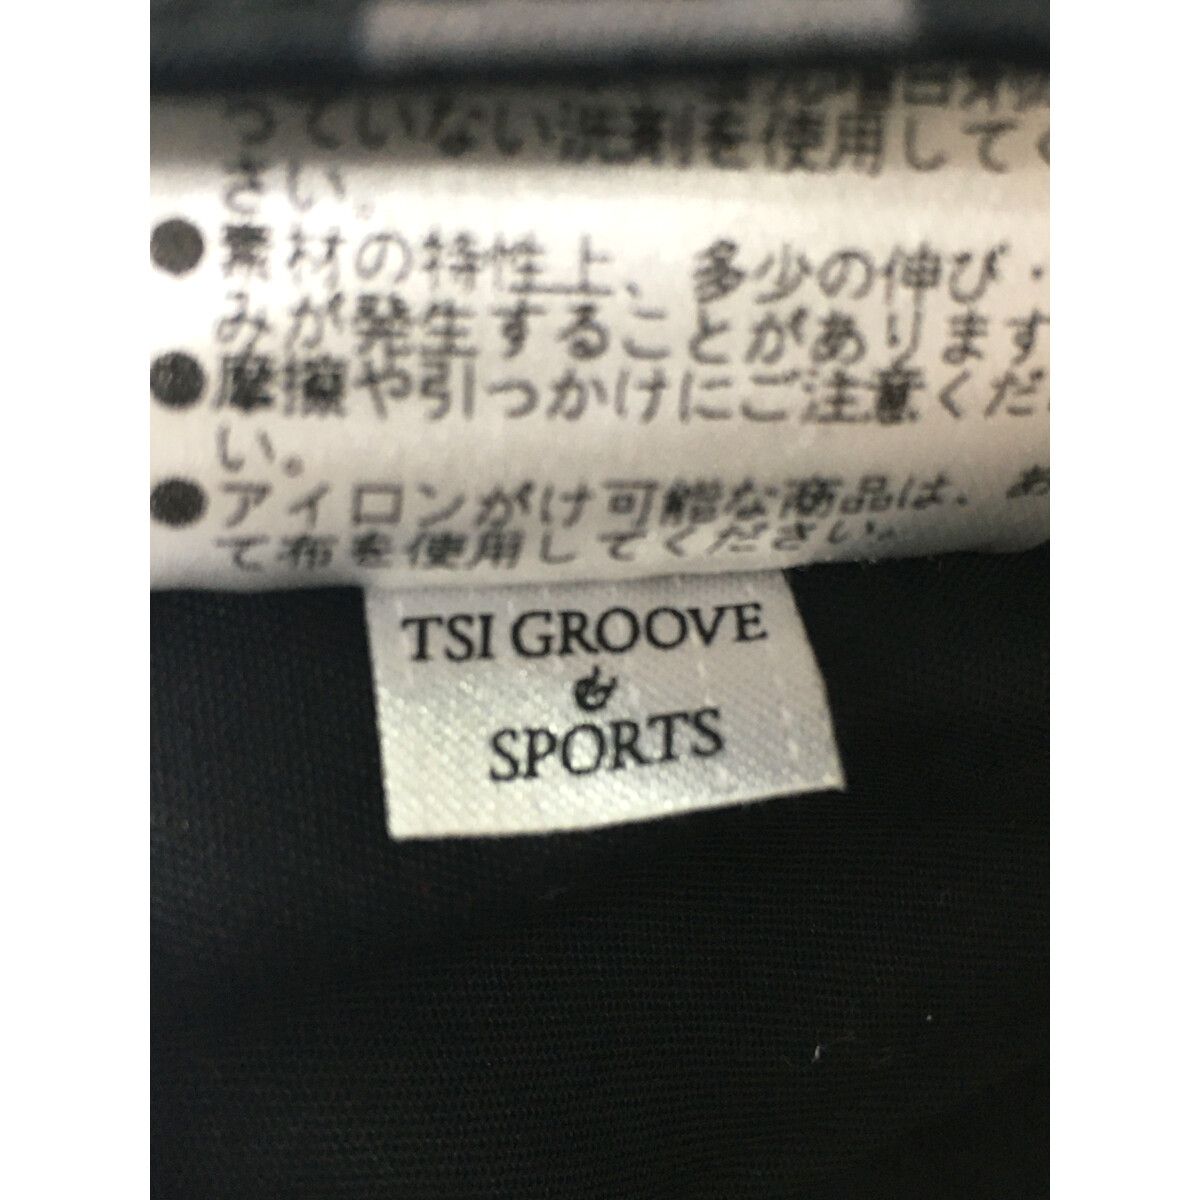 っていない洗剤を使用してく
さい。
●素材の特性上、多少の伸び・
みが発生することがあります
●摩擦や引っかけにご注意くださ
い。
●アイロンがけ可能な商品は、あ
て布を使用してください。
TSI GROOVE
&
SPORTS